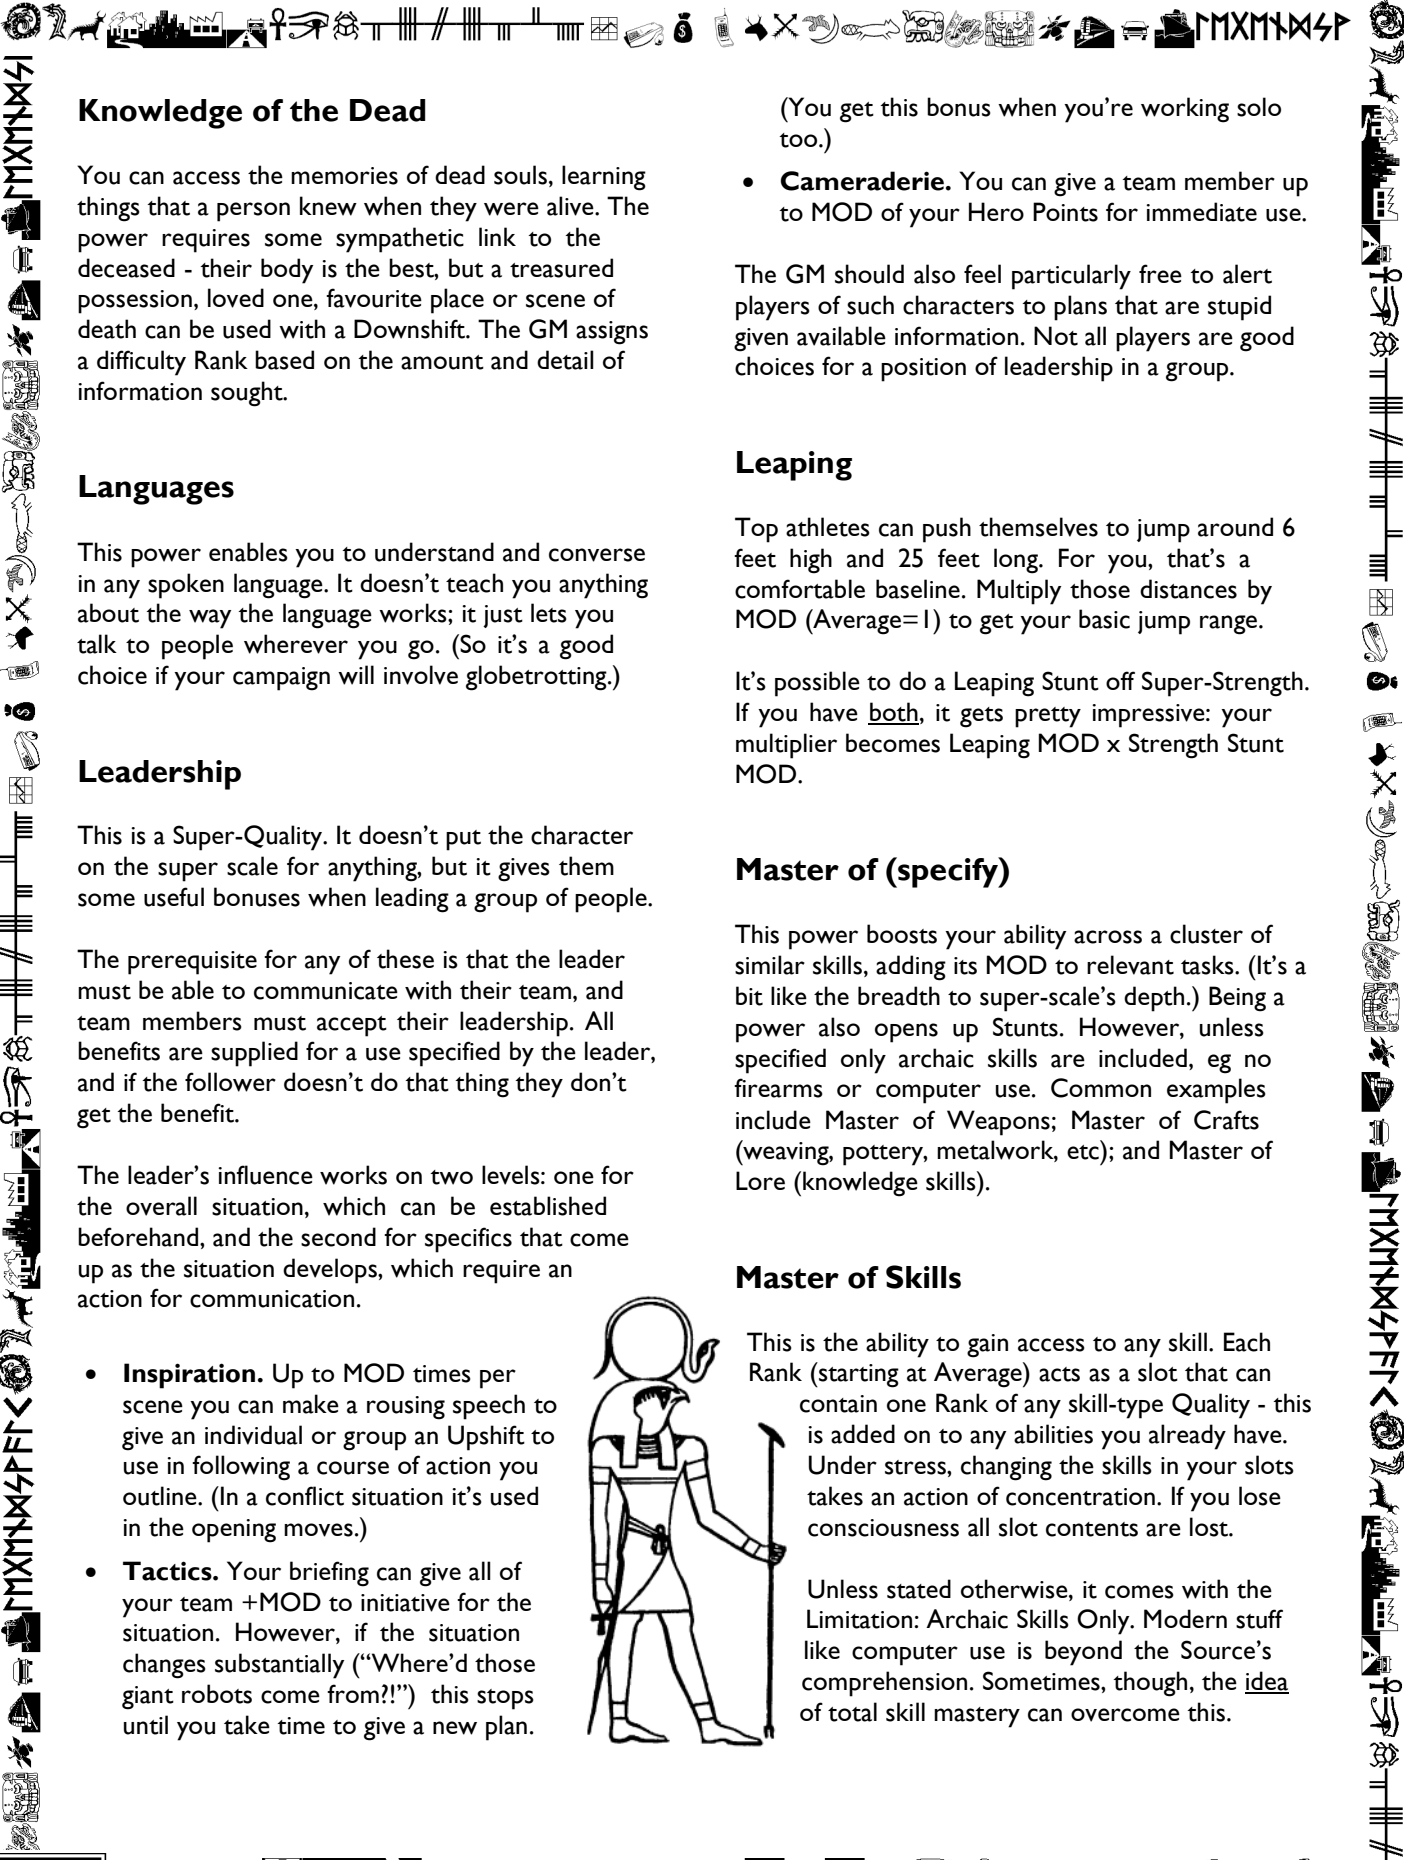 Knowledge of the Dead
You can access the memories of dead souls, learning
things that a person knew when they were alive. The
power requires some sympathetic link to the
deceased - their body is the best, but a treasured
possession, loved one, favourite place or scene of
death can be used with a Downshift. The GM assigns
a difficulty Rank based on the amount and detail of
information sought.
Languages
This power enables you to understand and converse
in any spoken language. It doesn't teach you anything
about the way the language works; it just lets you
talk to people wherever you go. (So it's a good
choice if your campaign will involve globetrotting.)
Leadership
This is a Super-Quality. It doesn't put the character
on the super scale for anything, but it gives them
some useful bonuses when leading a group of people.
The prerequisite for any of these is that the leader
must be able to communicate with their team, and
team members must accept their leadership. All
benefits are supplied for a use specified by the leader,
and if the follower doesn't do that thing they don't
get the benefit.
The leader's influence works on two levels: one for
the overall situation, which can be established
beforehand, and the second for specifics that come
up as the situation develops, which require an
action for communication.
• Inspiration. Up to MOD times per
scene you can make a rousing speech to
give an individual or group an Upshift to
use in following a course of action you
outline. (In a conflict situation it's used
in the opening moves.)
• Tactics. Your briefing can give all of
your team +MOD to initiative for the
situation. However, if the situation
changes substantially ("Where'd those
giant robots come from?!") this stops
until you take time to give a new plan.
(You get this bonus when you're working solo
too.)
• Cameraderie. You can give a team member up
to MOD of your Hero Points for immediate use.
The GM should also feel particularly free to alert
players of such characters to plans that are stupid
given available information. Not all players are good
choices for a position of leadership in a group.
Leaping
Top athletes can push themselves to jump around 6
feet high and 25 feet long. For you, that's a
comfortable baseline. Multiply those distances by
MOD (Average=1) to get your basic jump range.
It's possible to do a Leaping Stunt off Super-Strength.
If you have both, it gets pretty impressive: your
multiplier becomes Leaping MOD x Strength Stunt
MOD.
Master of (specify)
This power boosts your ability across a cluster of
similar skills, adding its MOD to relevant tasks. (It's a
bit like the breadth to super-scale's depth.) Being a
power also opens up Stunts. However, unless
specified only archaic skills are included, eg no
firearms or computer use. Common examples
include Master of Weapons; Master of Crafts
(weaving, pottery, metalwork, etc); and Master of
Lore (knowledge skills).
Master of Skills
This is the ability to gain access to any skill. Each
Rank (starting at Average) acts as a slot that can
contain one Rank of any skill-type Quality - this
is added on to any abilities you already have.
Under stress, changing the skills in your slots
takes an action of concentration. If you lose
consciousness all slot contents are lost.
Unless stated otherwise, it comes with the
Limitation: Archaic Skills Only. Modern stuff
like computer use is beyond the Source's
comprehension. Sometimes, though, the idea
of total skill mastery can overcome this.